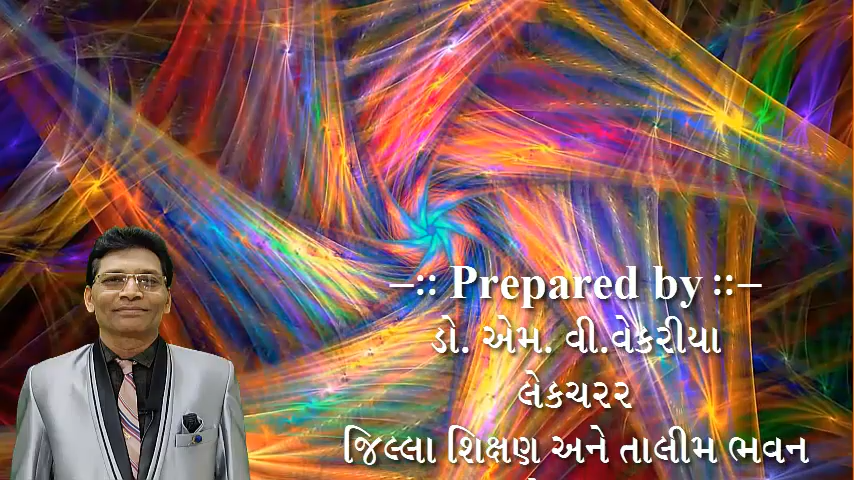 –:: Prepared by ::–
ડો. એમ. વી.વેકરીયા
લેકચરર
જિલ્લા શિક્ષણ અને તાલીમ ભવન